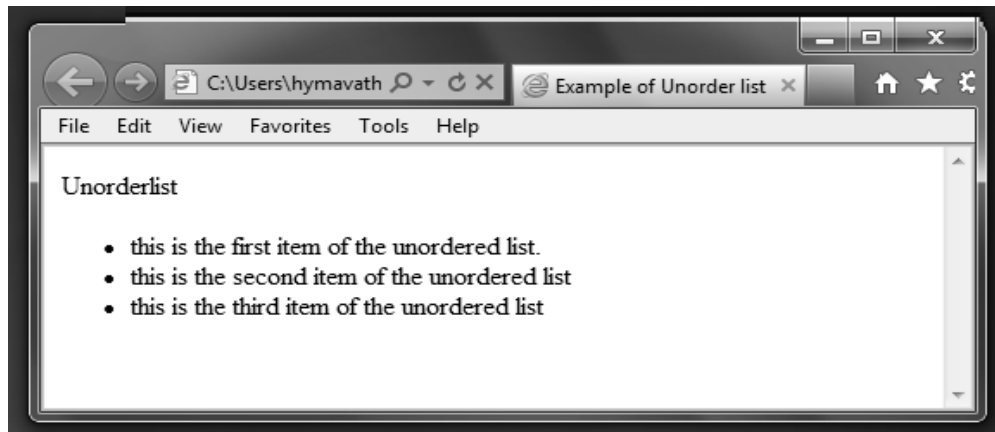 C:\Users\hymavath
Example of Unorder list
File Edit View Favorites Tools Help
Unorderlist
• this is the first item of the unordered list.
• this is the second item of the unordered list
• this is the third item of the unordered list